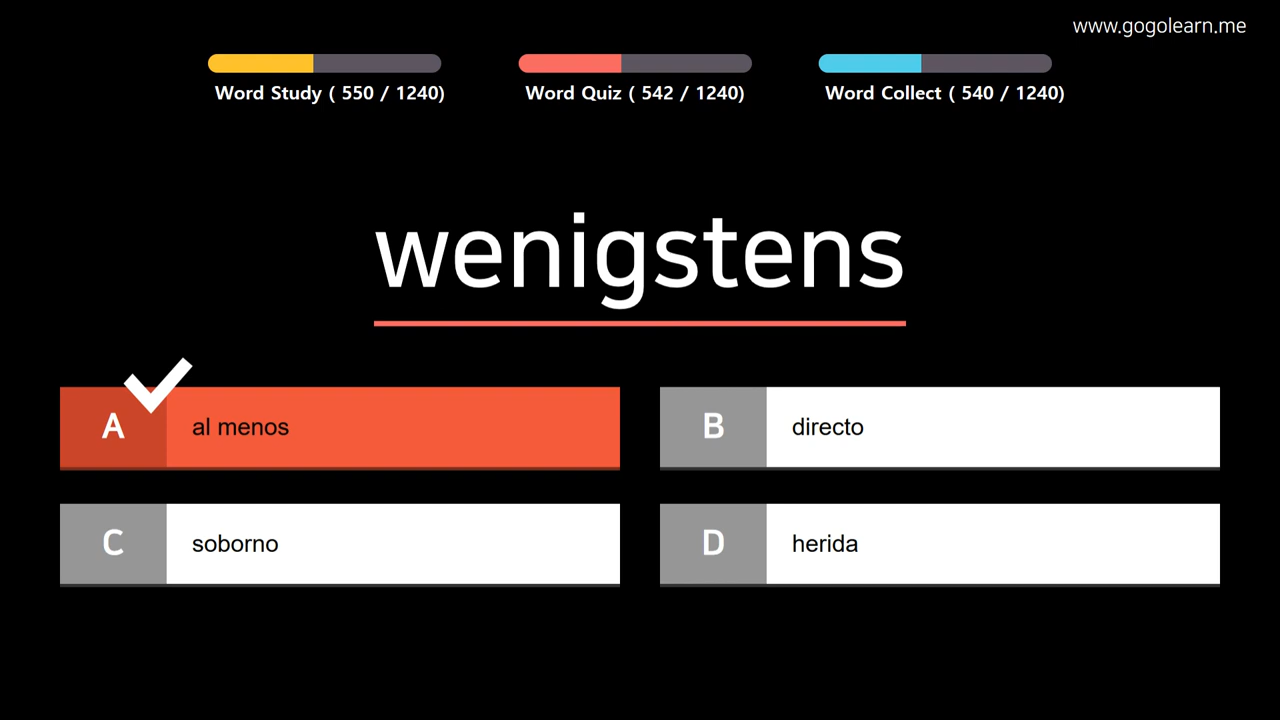 www.gogolearn.me
Word Study ( 550 / 1240)
Word Quiz ( 542 / 1240)
Word Collect ( 540 / 1240)
wenigstens
A al menos
B directo
C soborno
D herida